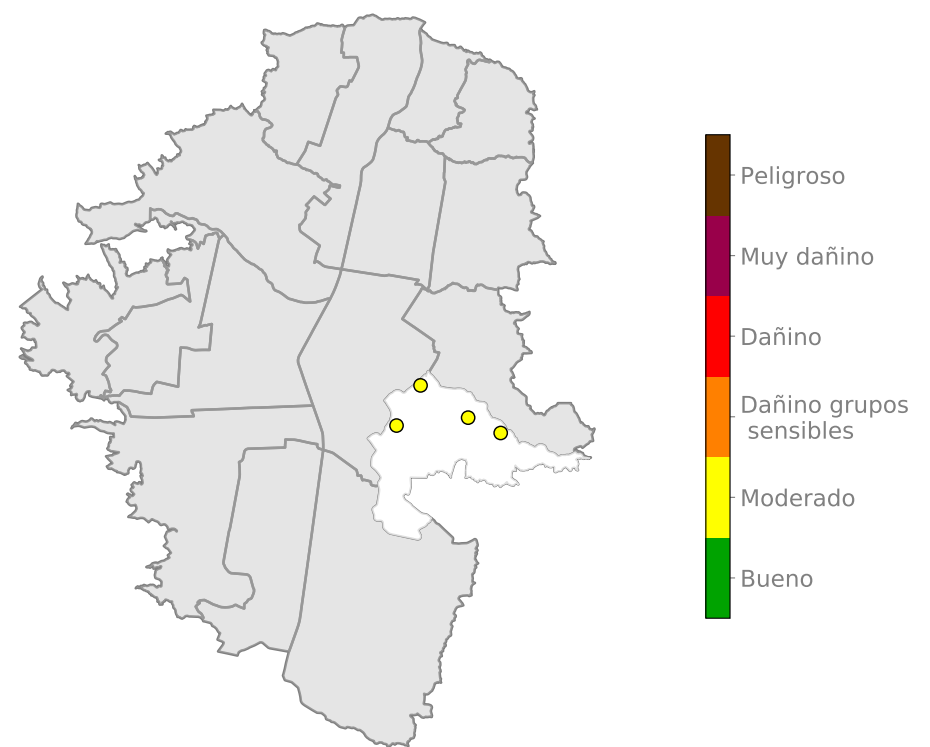 Peligroso
Muy dañino
Dañino
Dañino grupos
sensibles
Moderado
Bueno